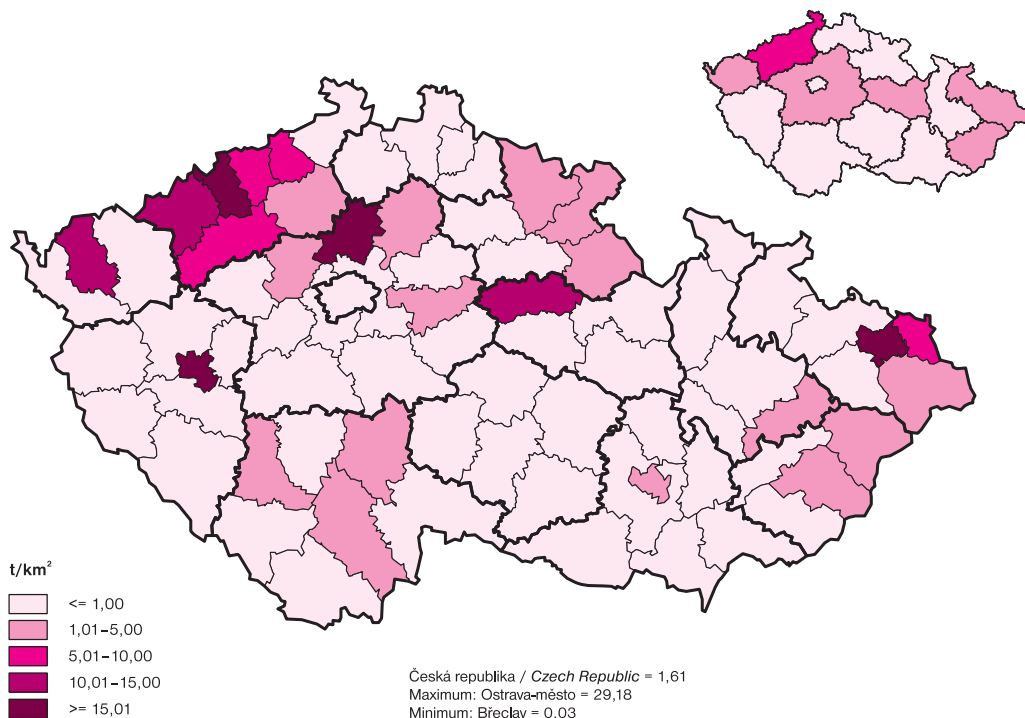 t/km²
<= 1,00
1,01–5,00
5,01–10,00
10,01–15,00
>= 15,01
Česká republika / Czech Republic = 1,61
Maximum: Ostrava-město = 29,18
Minimum: Břeclav = 0,03